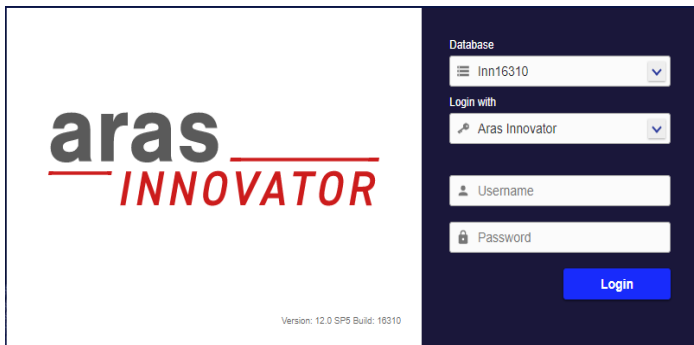 aras
INNOVATOR
Version: 12.0 SP5 Build: 16310
Database
Inn16310
Login with
Aras Innovator
Username
Password
Login